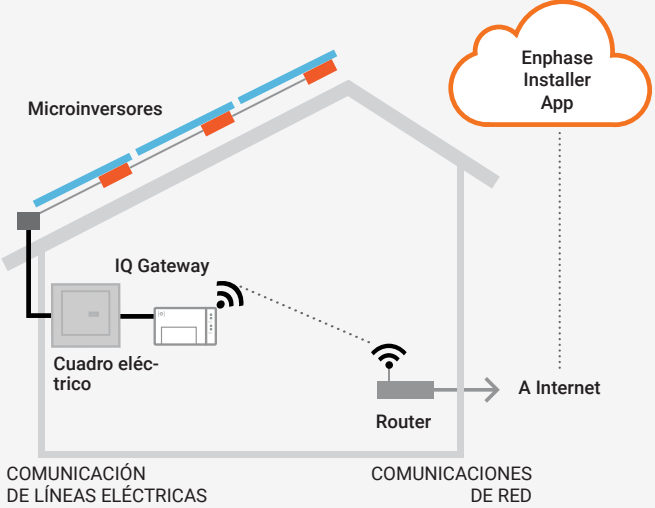 Enphase
Installer
App
Microinversores
IQ Gateway
Cuadro eléc-
trico
A Internet
Router
COMUNICACIÓN
DE LÍNEAS ELÉCTRICAS
COMUNICACIONES
DE RED